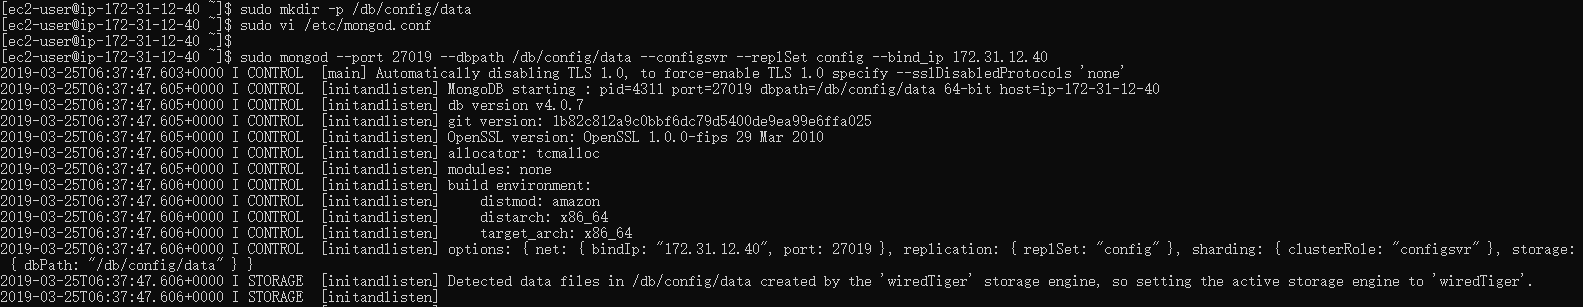 [ec2-user@ip-172-31-12-40 ~]$ sudo mkdir -p /db/config/data
[ec2-user@ip-172-31-12-40 ~]$ sudo vi /etc/mongod.conf
[ec2-user@ip-172-31-12-40 ~]$
[ec2-user@ip-172-31-12-40 ~]$ sudo mongod --port 27019 --dbpath /db/config/data --configsvr --replSet config --bind_ip 172.31.12.40
2019-03-25T06:37:47.603+0000 I CONTROL  [main] Automatically disabling TLS 1.0, to force-enable TLS 1.0 specify --sslDisabledProtocols 'none'
2019-03-25T06:37:47.605+0000 I CONTROL  [initandlisten] MongoDB starting : pid=4311 port=27019 dbpath=/db/config/data 64-bit host=ip-172-31-12-40
2019-03-25T06:37:47.605+0000 I CONTROL  [initandlisten] db version v4.0.7
2019-03-25T06:37:47.605+0000 I CONTROL  [initandlisten] git version: 1b82c812a9c0bbf6dc79d5400de9ea99e6ffa025
2019-03-25T06:37:47.605+0000 I CONTROL  [initandlisten] OpenSSL version: OpenSSL 1.0.0-fips 29 Mar 2010
2019-03-25T06:37:47.605+0000 I CONTROL  [initandlisten] allocator: tcmalloc
2019-03-25T06:37:47.605+0000 I CONTROL  [initandlisten] modules: none
2019-03-25T06:37:47.606+0000 I CONTROL  [initandlisten] build environment:
2019-03-25T06:37:47.606+0000 I CONTROL  [initandlisten]     distmod: amazon
2019-03-25T06:37:47.606+0000 I CONTROL  [initandlisten]     distarch: x86_64
2019-03-25T06:37:47.606+0000 I CONTROL  [initandlisten]     target_arch: x86_64
2019-03-25T06:37:47.606+0000 I CONTROL  [initandlisten] options: { net: { bindIp: "172.31.12.40", port: 27019 }, replication: { replSet: "config" }, sharding: { clusterRole: "configsvr" }, storage:
 { dbPath: "/db/config/data" } }
2019-03-25T06:37:47.606+0000 I STORAGE  [initandlisten] Detected data files in /db/config/data created by the 'wiredTiger' storage engine, so setting the active storage engine to 'wiredTiger'.
2019-03-25T06:37:47.606+0000 I STORAGE  [initandlisten]